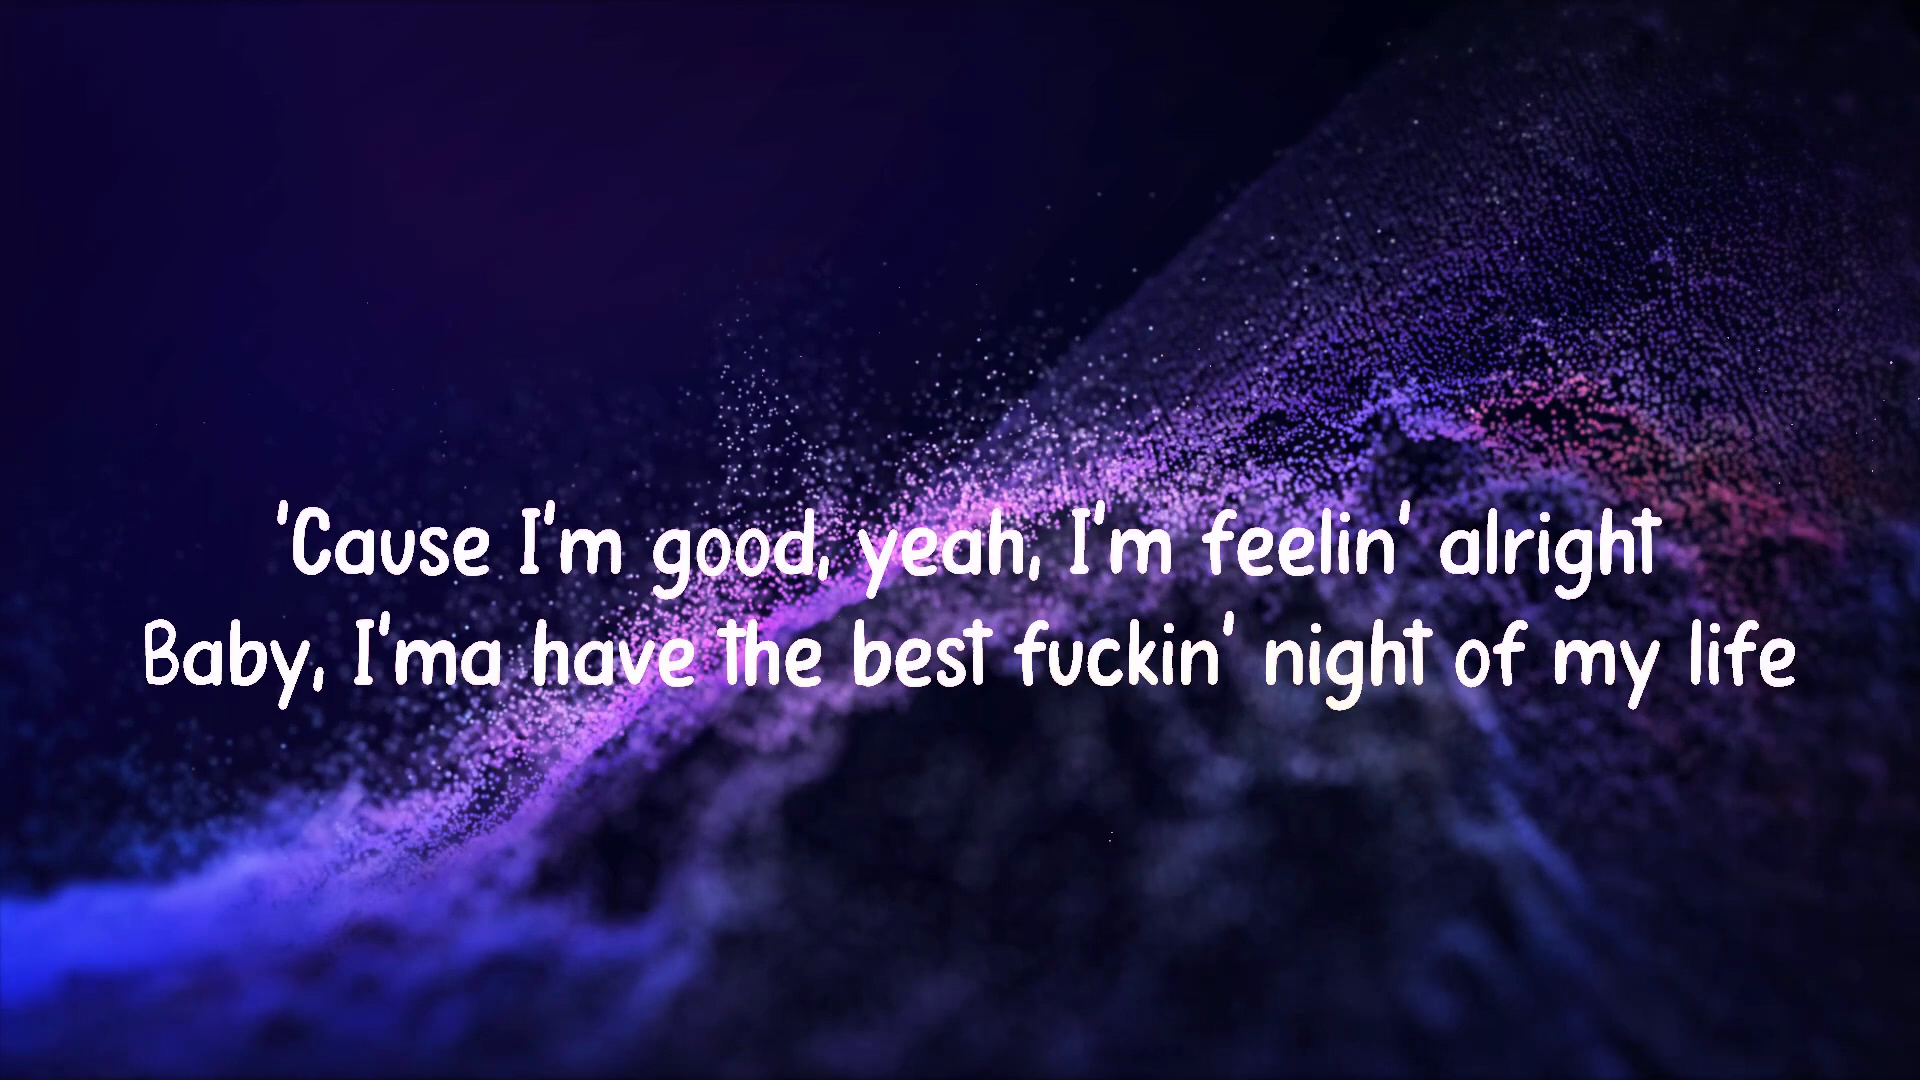 'Cause I'm good, yeah, I'm feelin' alright
Baby, I'ma have the best fuckin' night of my life